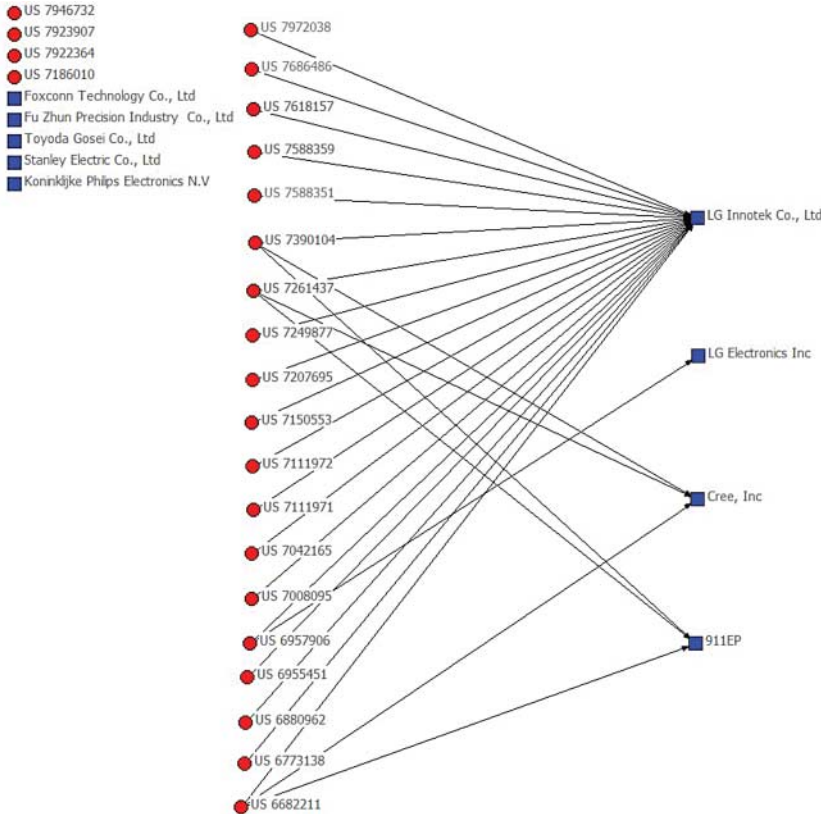 US 7946732
US 7923907
US 7922364
US 7186010
Foxconn Technology Co., Ltd
Fu Zhun Precision Industry Co., Ltd
Toyoda Gosei Co., Ltd
Stanley Electric Co., Ltd
Koninklijke Philps Electronics N.V
US 7972038
US 7686486
US 7618157
US 7588359
US 7588351
US 7390104
US 7261437
US 7249877
US 7207695
US 7150553
US 7111972
US 7111971
US 7042165
US 7008095
US 6957906
US 6955451
US 6880962
US 6773138
US 6682211
LG Innotek Co., Ltd
LG Electronics Inc
Cree, Inc
911EP